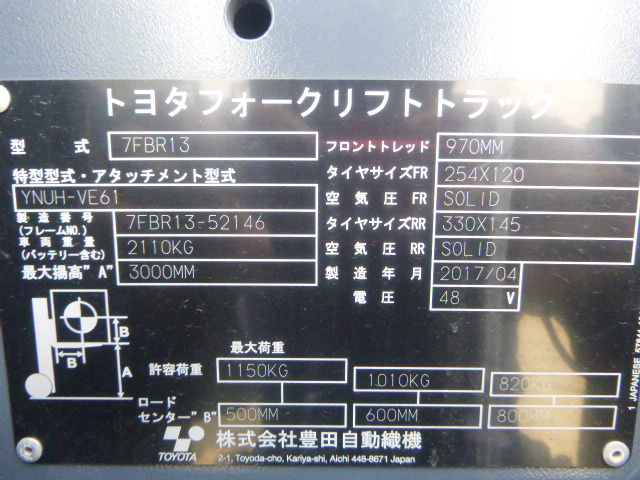 トヨタフォークリフトトラック
型 式 7FBR13 フロントトレッド 970MM
特型型式・アタッチメント型式 タイヤサイズFR 254X120
YNUH-VE61 空気圧 FR SOLID
製造番号 (フレームNO.) 7FBR13-52146 タイヤサイズRR 330X145
車両重量 (バッテリー含む) 2110KG 空気圧 RR SOLID
最大揚高"A" 3000MM 製造年月 2017/04
電圧 48 V
B
B
A
最大荷重
許容荷重 1150KG 1010KG 820
ロード
センター"B" 500MM 600MM 800MM
TOYOTA 株式会社豊田自動織機
2-1, Toyoda-cho, Kariya-shi, Aichi 448-8671 Japan
1 JAPANESE